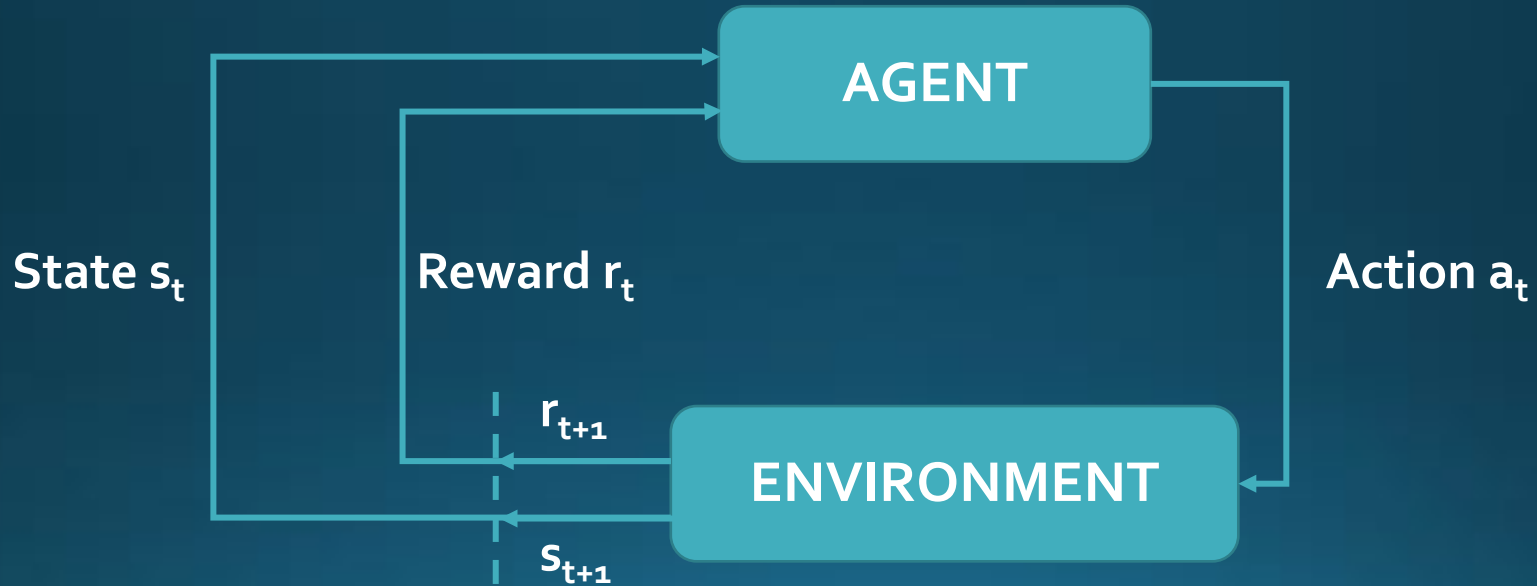 AGENT
State sₜ
Reward rₜ
Action aₜ
rₜ₊₁
ENVIRONMENT
sₜ₊₁